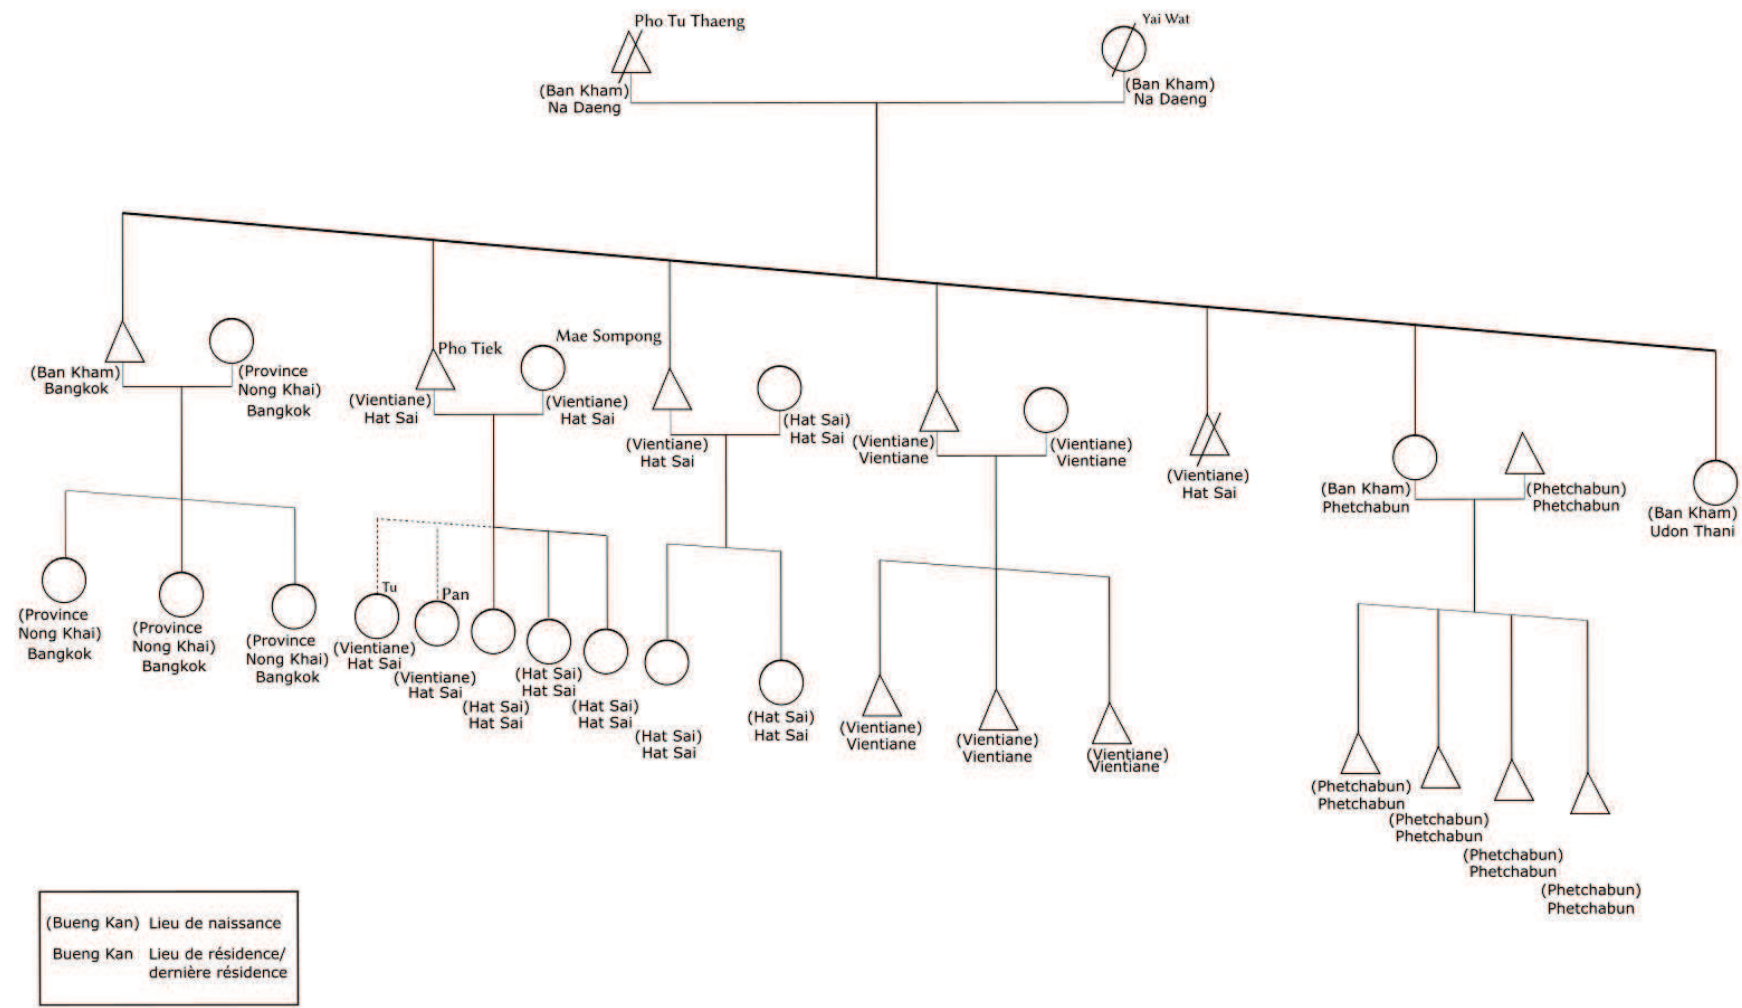 Pho Tu Thaeng
(Ban Kham)
Na Daeng
Yai Wat
(Ban Kham)
Na Daeng
(Ban Kham)
Bangkok
(Province
Nong Khai)
Bangkok
Pho Tiek
(Vientiane)
Hat Sai
Mae Sompong
(Vientiane)
Hat Sai
(Vientiane)
Hat Sai
(Hat Sai)
Hat Sai
(Vientiane)
Vientiane
(Vientiane)
Vientiane
(Vientiane)
Hat Sai
(Ban Kham)
Phetchabun
(Phetchabun)
Phetchabun
(Ban Kham)
Udon Thani
(Province
Nong Khai)
Bangkok
(Province
Nong Khai)
Bangkok
(Province
Nong Khai)
Bangkok
Tu
(Vientiane)
Hat Sai
Pan
(Vientiane)
Hat Sai
(Hat Sai)
Hat Sai
(Hat Sai)
Hat Sai
(Hat Sai)
Hat Sai
(Hat Sai)
Hat Sai
(Hat Sai)
Hat Sai
(Vientiane)
Vientiane
(Vientiane)
Vientiane
(Vientiane)
Vientiane
(Phetchabun)
Phetchabun
(Phetchabun)
Phetchabun
(Phetchabun)
Phetchabun
(Phetchabun)
Phetchabun
(Bueng Kan) Lieu de naissance
Bueng Kan Lieu de résidence/
dernière résidence